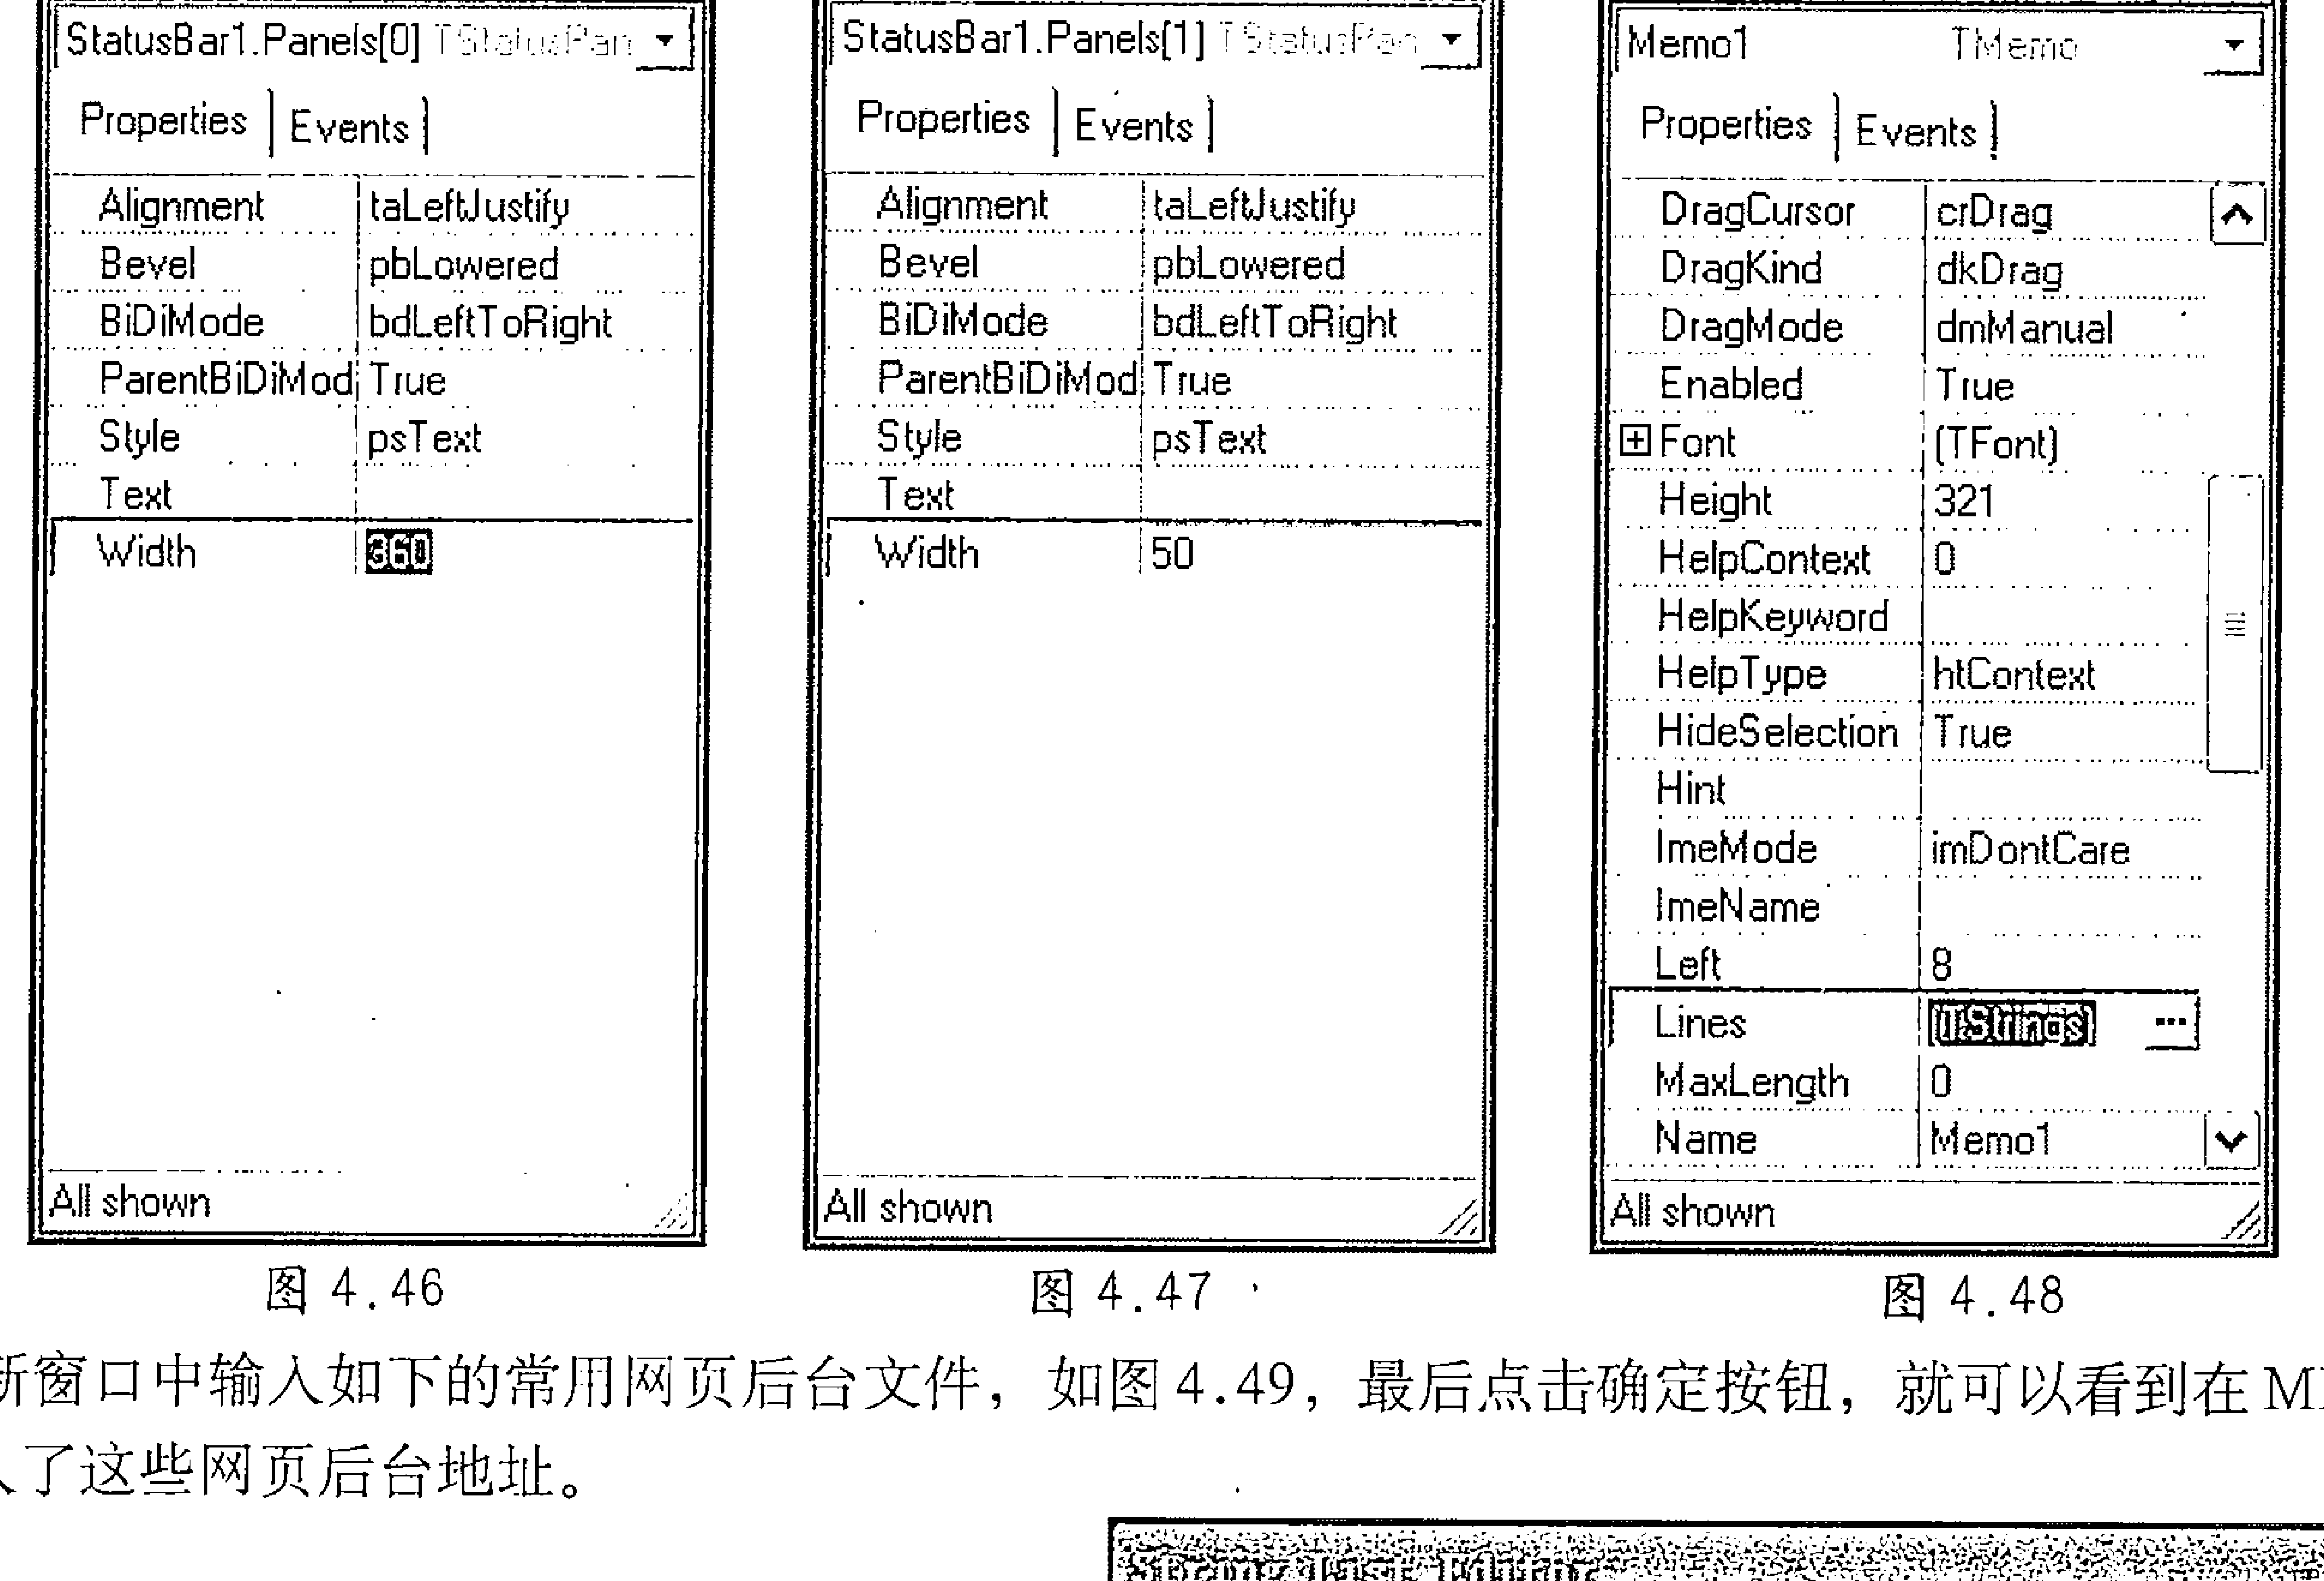 StatusBar1.Panels[0] TStatusPan
Properties Events
Alignment taLeftJustify
Bevel pbLowered
BiDiMode bdLeftToRight
ParentBiDiMod True
Style psText
Text
Width 360
All shown
图 4.46
StatusBar1.Panels[1] TStatusPan
Properties Events
Alignment taLeftJustify
Bevel pbLowered
BiDiMode bdLeftToRight
ParentBiDiMod True
Style psText
Text
Width 50
All shown
图 4.47
Memo1 TMemo
Properties Events
DragCursor crDrag
DragKind dkDrag
DragMode dmManual
Enabled True
Font (TFont)
Height 321
HelpContext 0
HelpKeyword
HelpType htContext
HideSelection True
Hint
ImeMode imDontCare
ImeName
Left 8
Lines (TStrings) ...
MaxLength 0
Name Memo1
All shown
图 4.48
新窗口中输入如下的常用网页后台文件，如图 4.49，最后点击确定按钮，就可以看到在
了这些网页后台地址。
String List Editor